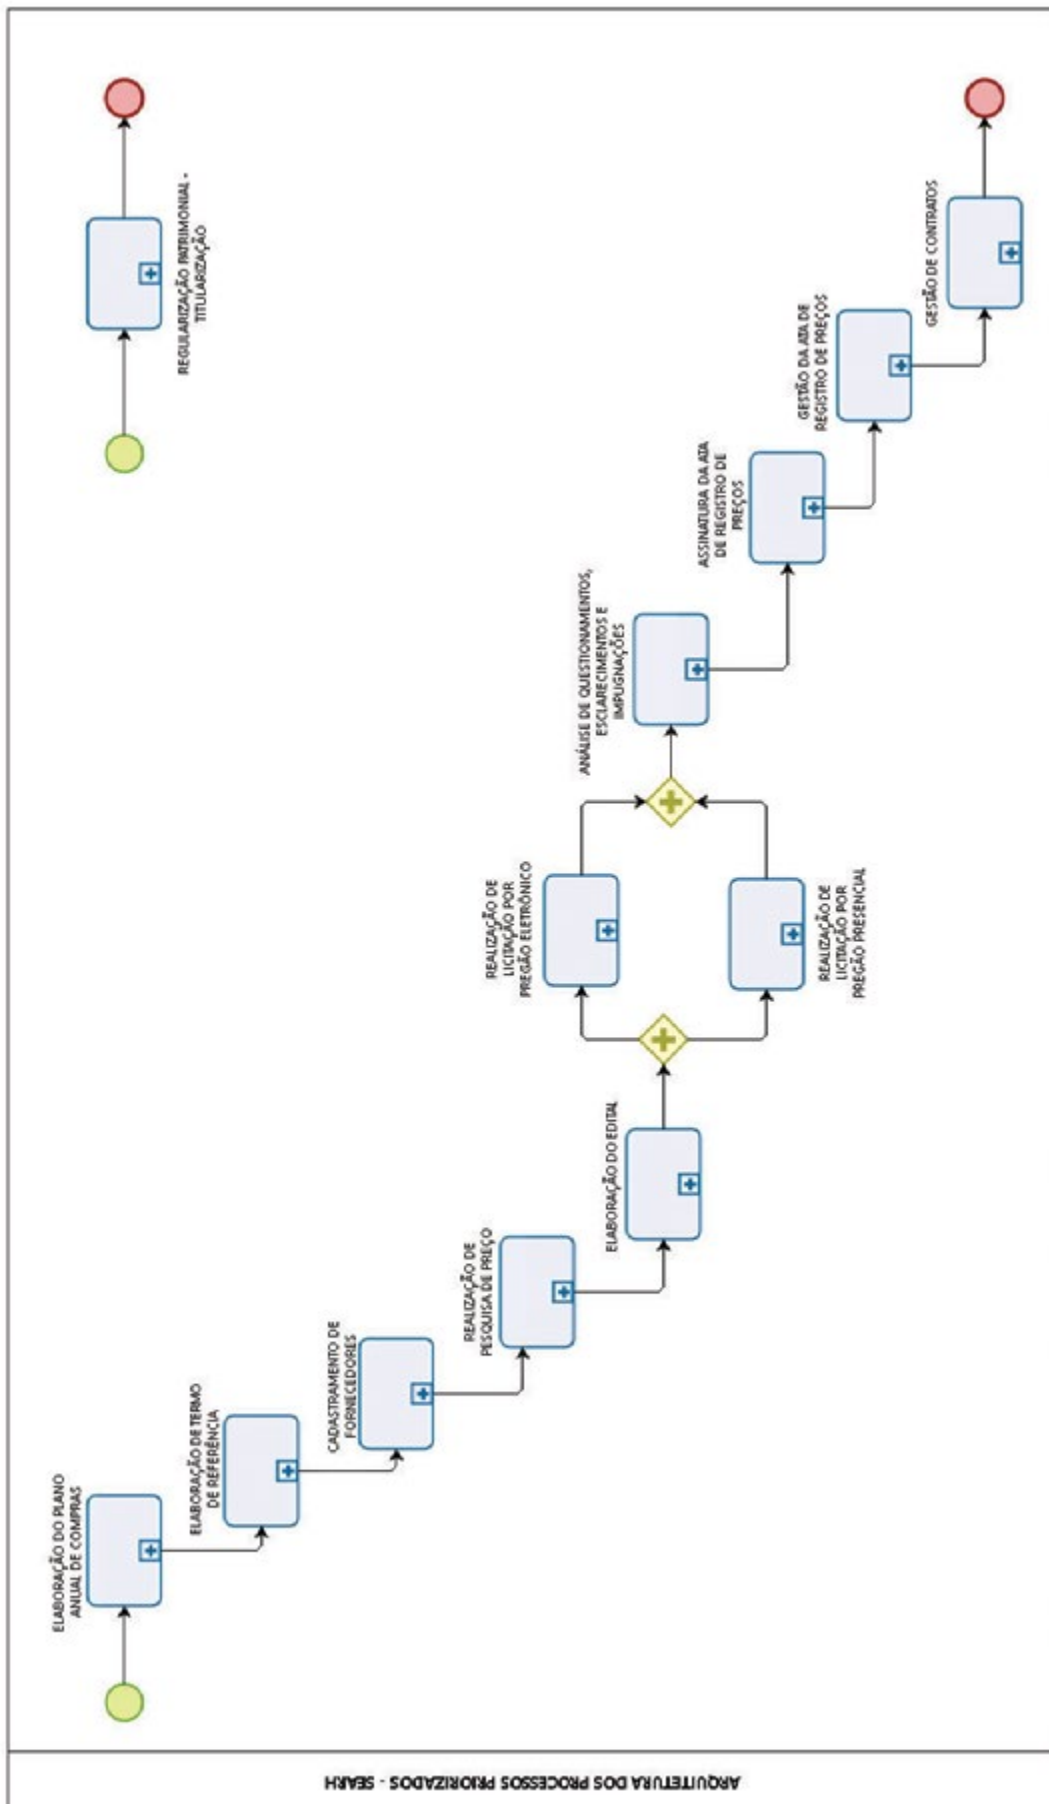 ARQUITETURA DOS PROCESSOS PRIORIZADOS - SEARH
ELABORAÇÃO DO PLANO
ANUAL DE COMPRAS
ELABORAÇÃO DE TERMO
DE REFERÊNCIA
CADASTRAMENTO DE
FORNECEDORES
REALIZAÇÃO DE
PESQUISA DE PREÇO
ELABORAÇÃO DO EDITAL
REALIZAÇÃO DE
LICITAÇÃO POR
PREGÃO ELETRÔNICO
REALIZAÇÃO DE
LICITAÇÃO POR
PREGÃO PRESENCIAL
ANÁLISE DE QUESTIONAMENTOS,
ESCLARECIMENTOS E
IMPUGNAÇÕES
ASSINATURA DA ATA
DE REGISTRO DE
PREÇOS
GESTÃO DA ATA DE
REGISTRO DE PREÇOS
GESTÃO DE CONTRATOS
REGULARIZAÇÃO PATRIMONIAL -
TITULARIZAÇÃO